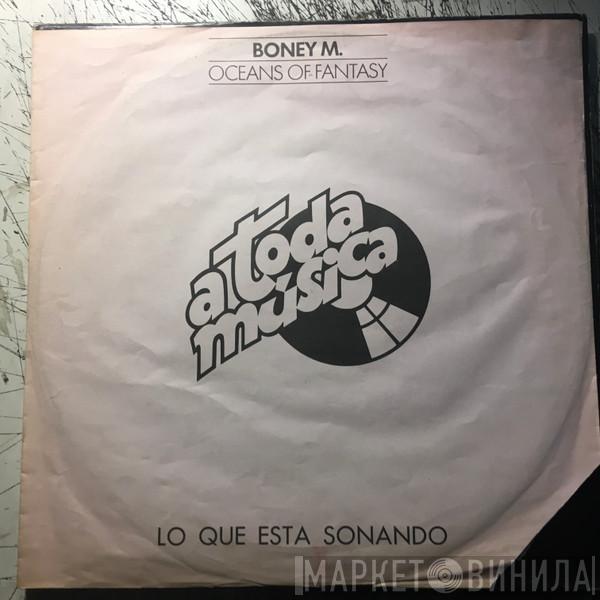 BONEY M.
OCEANS OF FANTASY
a toda
música
LO QUE ESTA SONANDO
МАРКЕТ ВИНИЛА